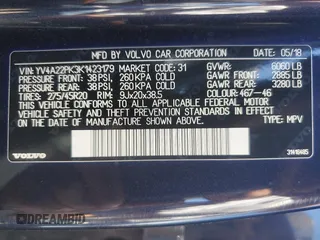 MFD BY VOLVO CAR CORPORATION DATE: 05/18
VIN: YV4A22PK3K1423179 MARKET CODE: 31 GVWR: 6060 LB
FRONT PRESSURE: 38 PSI, 260 KPA COLD GAWR FRONT: 2885 LB
REAR PRESSURE: 38 PSI, 260 KPA COLD GAWR REAR: 3280 LB
TIRES: 275/45R20 RIM: 9Jx20x38.5 COLOUR: 467-46
THIS VEHICLE CONFORMS TO ALL APPLICABLE FEDERAL MOTOR
VEHICLE SAFETY AND THEFT PREVENTION STANDARDS IN
EFFECT ON THE DATE OF MANUFACTURE SHOWN ABOVE.
TYPE: MPV
VOLVO 31418485
DREAMBID